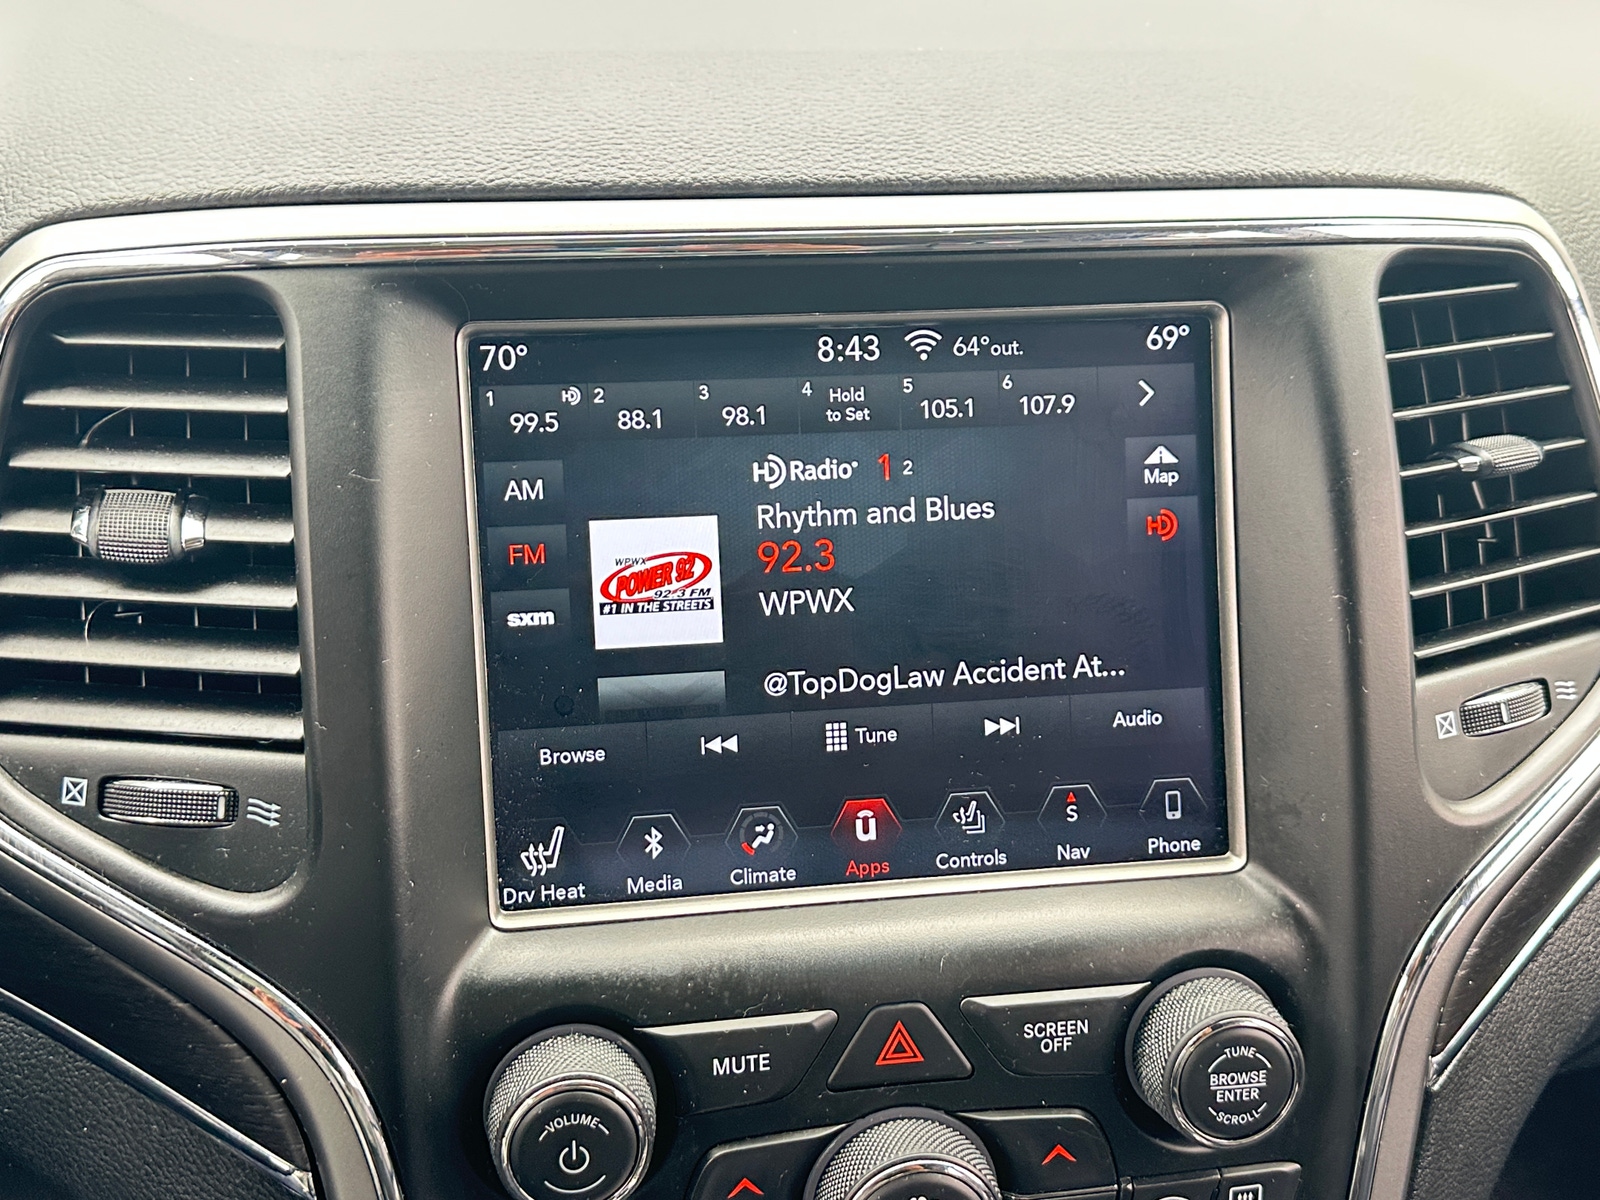 70° 8:43 64°out. 69°
1 99.5 HD 2 88.1 3 98.1 4 Hold to Set 5 105.1 6 107.9
AM
FM
sxm
HD Radio 1 2
Rhythm and Blues
92.3
WPWX
@TopDogLaw Accident At...
WPWX
POWER 92
92.3 FM
#1 IN THE STREETS
Map
HD
Browse Tune Audio
Drv Heat Media Climate Apps Controls S Nav Phone
MUTE
SCREEN
OFF
VOLUME
TUNE
BROWSE
ENTER
SCROLL